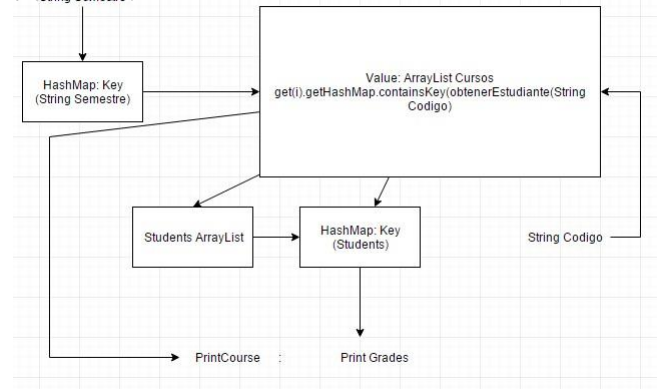 HashMap: Key
(String Semestre)
Value: ArrayList Cursos
get(i).getHashMap.containsKey(obtenerEstudiante(String
Codigo)
Students ArrayList
HashMap: Key
(Students)
String Codigo
PrintCourse :
Print Grades